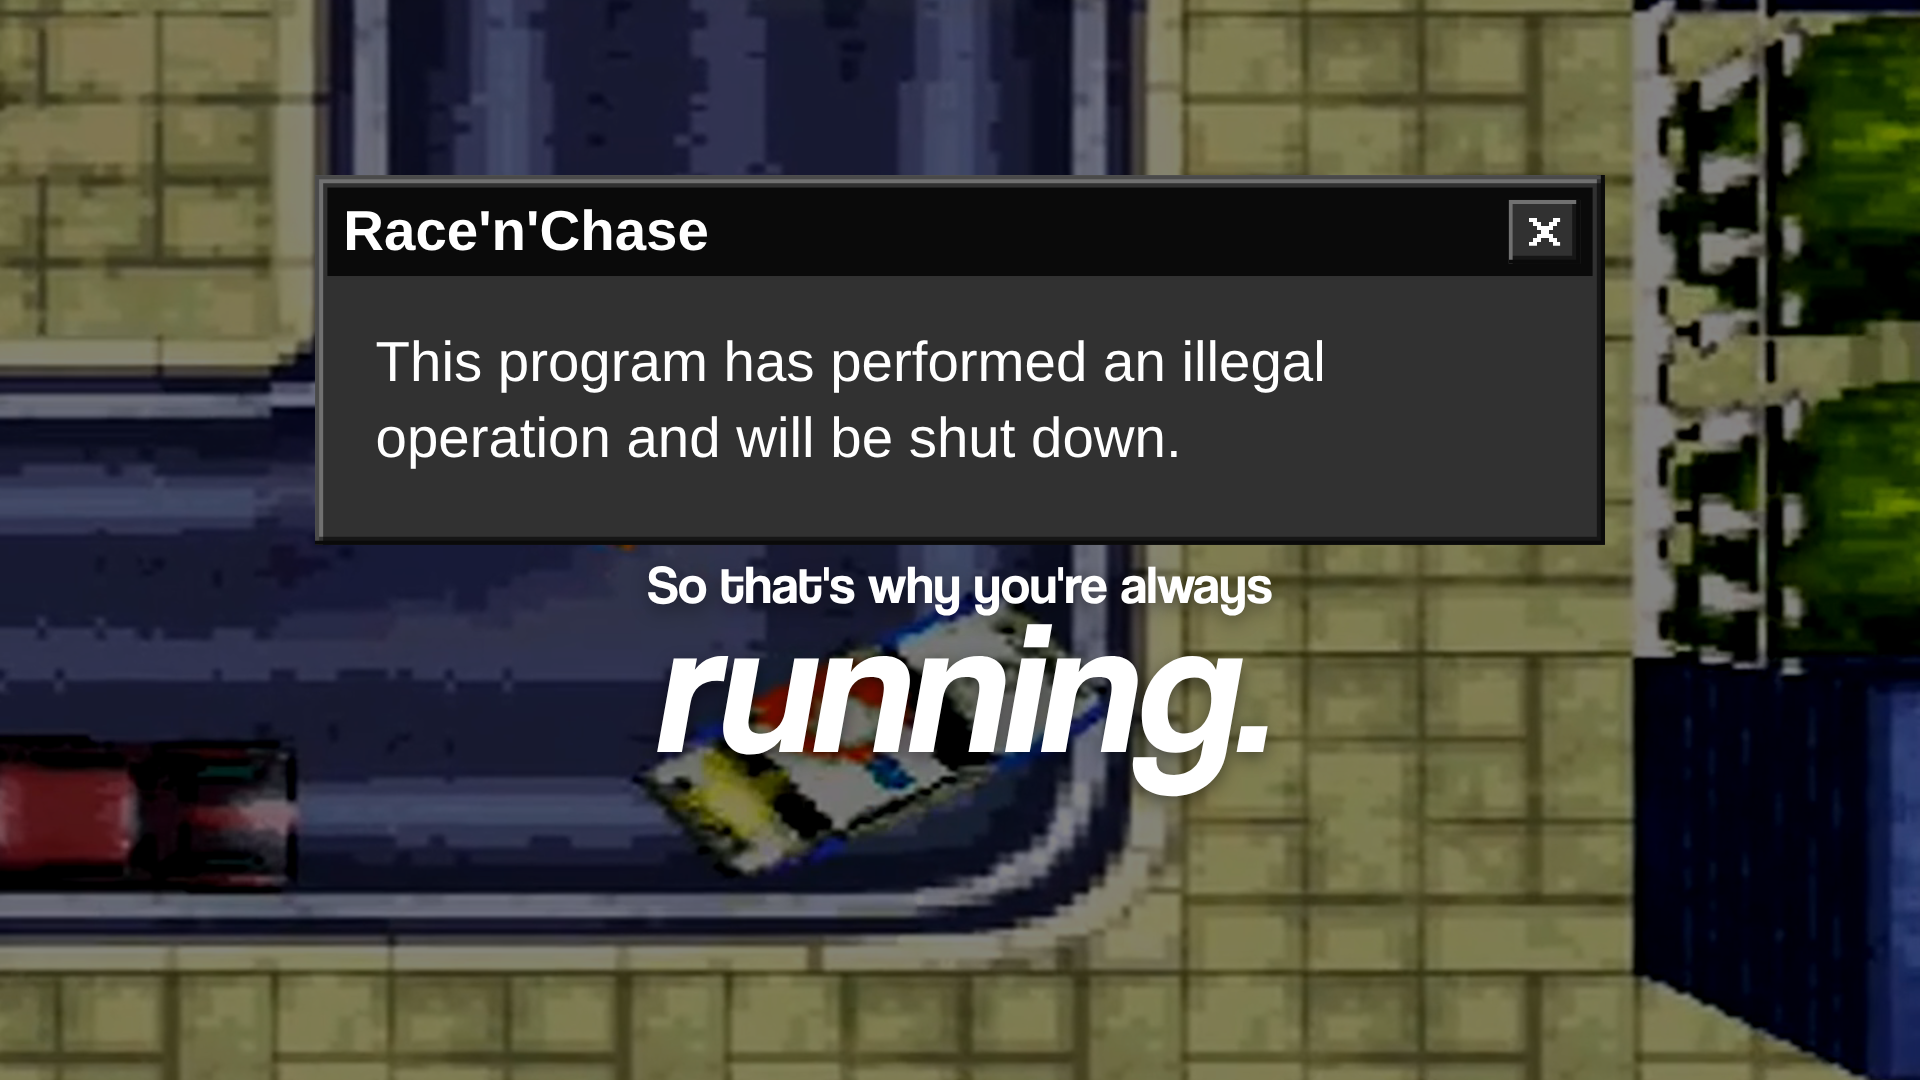 Race'n'Chase
This program has performed an illegal
operation and will be shut down.
So that's why you're always
running.